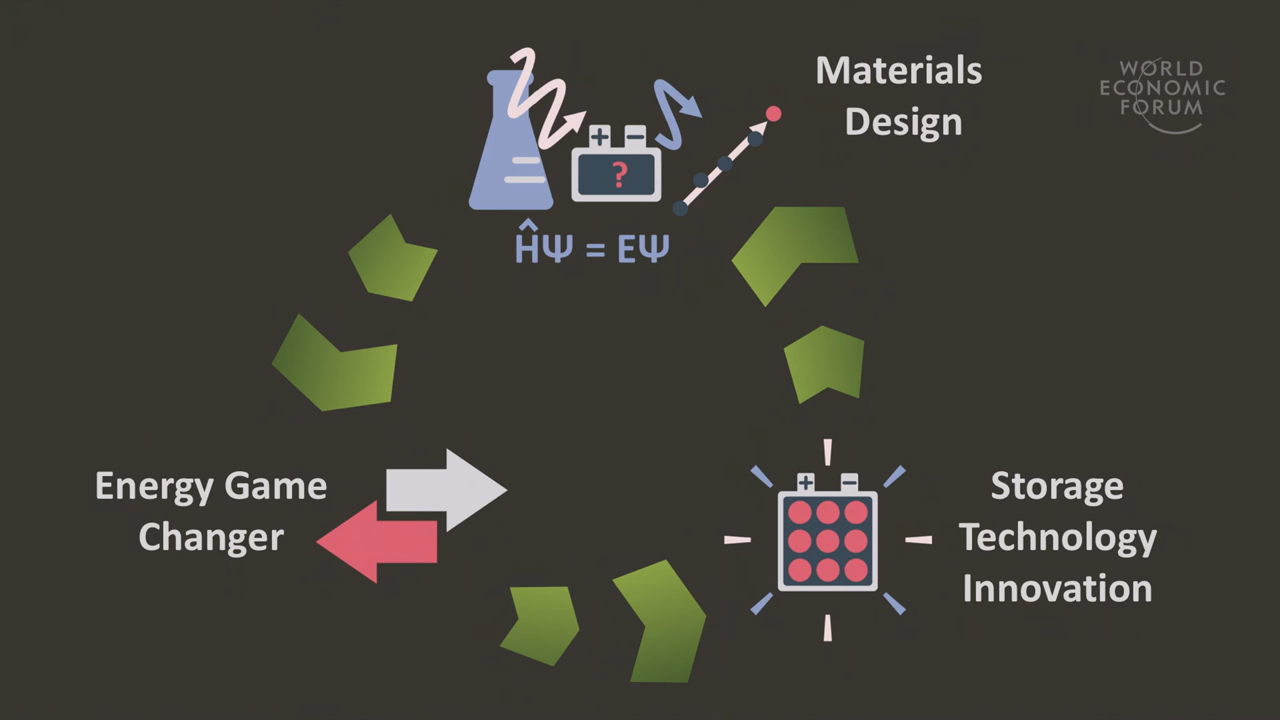 Materials
Design
WORLD
ECONOMIC
FORUM
+ −
?
ĤΨ = EΨ
Energy Game
Changer
+ −
Storage
Technology
Innovation